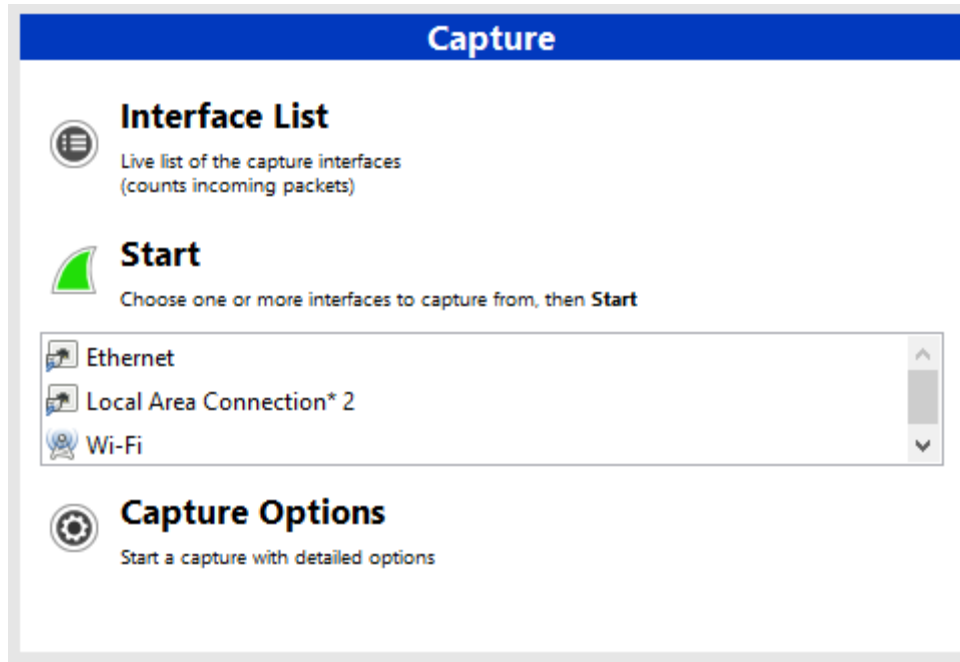 Capture
Interface List
Live list of the capture interfaces
(counts incoming packets)
Start
Choose one or more interfaces to capture from, then Start
Ethernet
Local Area Connection* 2
Wi-Fi
Capture Options
Start a capture with detailed options